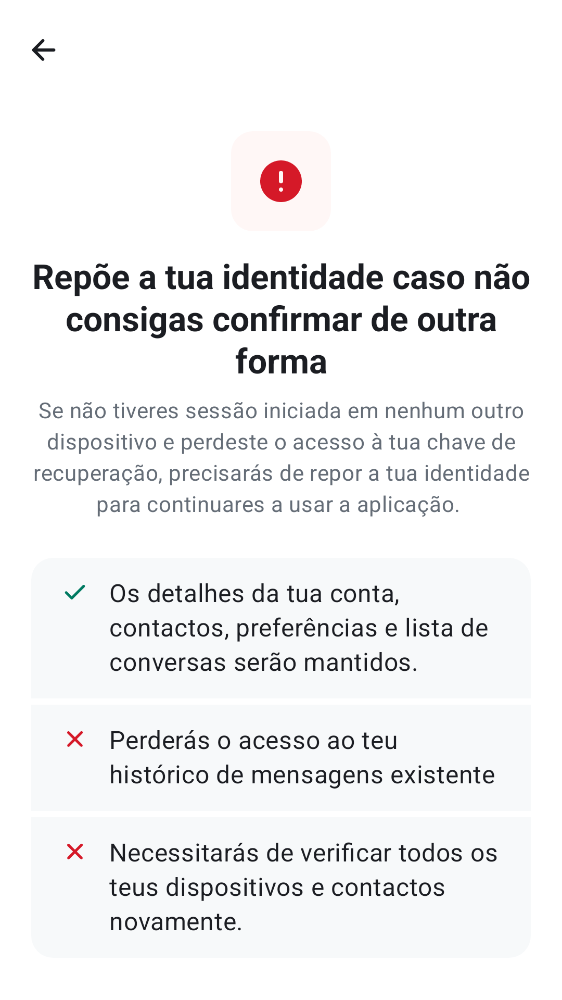 Repõe a tua identidade caso não
consigas confirmar de outra
forma
Se não tiveres sessão iniciada em nenhum outro
dispositivo e perdeste o acesso à tua chave de
recuperação, precisarás de repor a tua identidade
para continuares a usar a aplicação.
Os detalhes da tua conta,
contactos, preferências e lista de
conversas serão mantidos.
Perderás o acesso ao teu
histórico de mensagens existente
Necessitarás de verificar todos os
teus dispositivos e contactos
novamente.